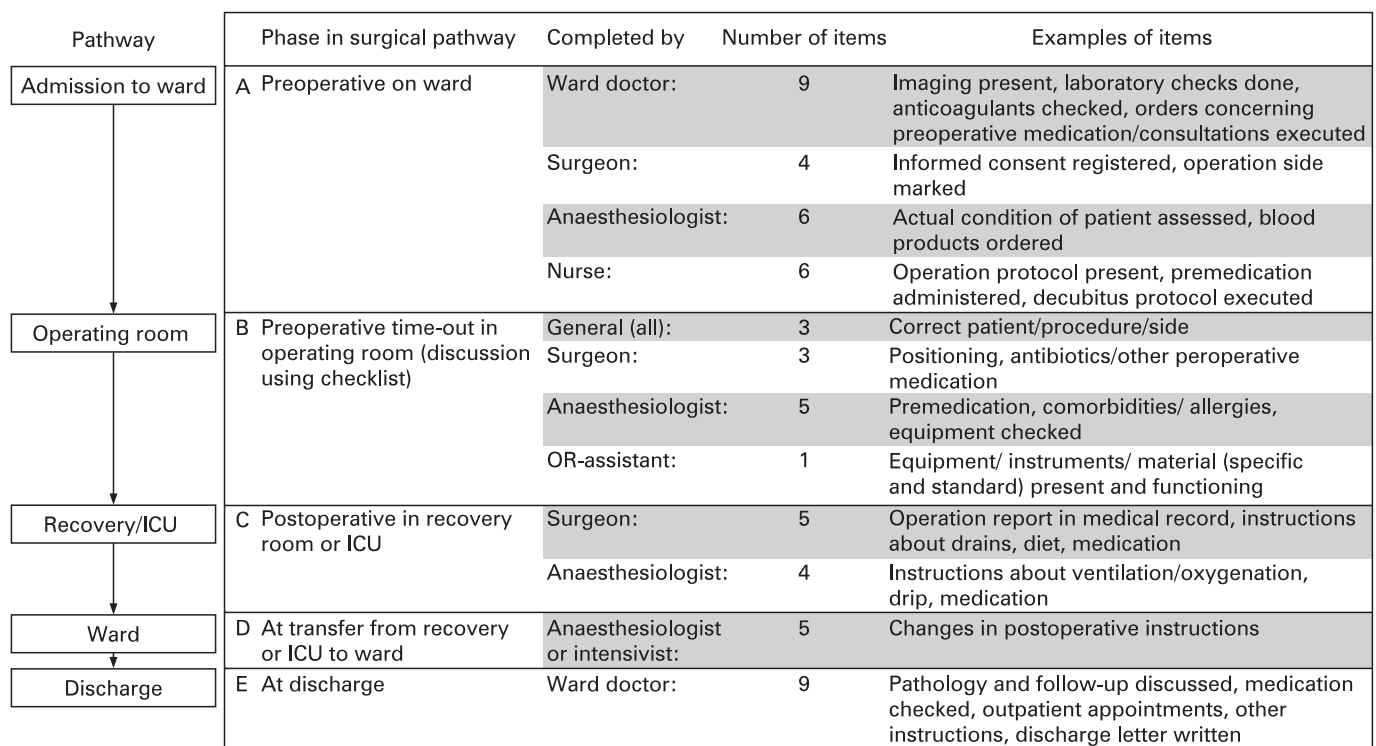 Pathway
Phase in surgical pathway Completed by Number of items Examples of items
Admission to ward
A Preoperative on ward
Ward doctor: 9 Imaging present, laboratory checks done,
anticoagulants checked, orders concerning
preoperative medication/consultations executed
Surgeon: 4 Informed consent registered, operation side
marked
Anaesthesiologist: 6 Actual condition of patient assessed, blood
products ordered
Nurse: 6 Operation protocol present, premedication
administered, decubitus protocol executed
Operating room
B Preoperative time-out in
operating room (discussion
using checklist)
General (all): 3 Correct patient/procedure/side
Surgeon: 3 Positioning, antibiotics/other peroperative
medication
Anaesthesiologist: 5 Premedication, comorbidities/ allergies,
equipment checked
OR-assistant: 1 Equipment/ instruments/ material (specific
and standard) present and functioning
Recovery/ICU
C Postoperative in recovery
room or ICU
Surgeon: 5 Operation report in medical record, instructions
about drains, diet, medication
Anaesthesiologist: 4 Instructions about ventilation/oxygenation,
drip, medication
Ward
D At transfer from recovery
or ICU to ward
Anaesthesiologist 5 Changes in postoperative instructions
or intensivist:
Discharge
E At discharge
Ward doctor: 9 Pathology and follow-up discussed, medication
checked, outpatient appointments, other
instructions, discharge letter written